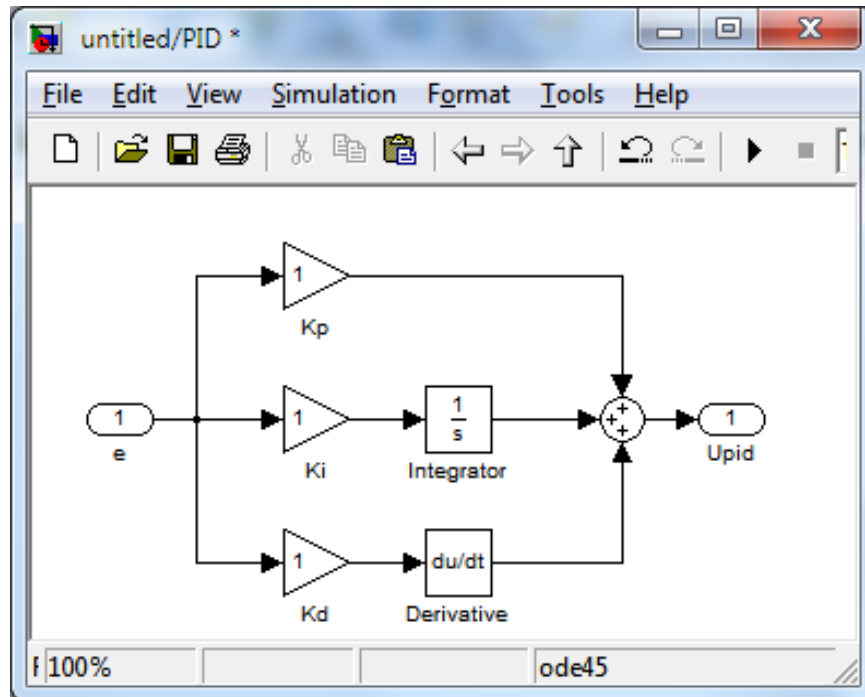 untitled/PID *
File Edit View Simulation Format Tools Help
1
Kp
1
e
1
Ki
1
s
Integrator
+
+
+
1
Upid
1
Kd
du/dt
Derivative
100%
ode45